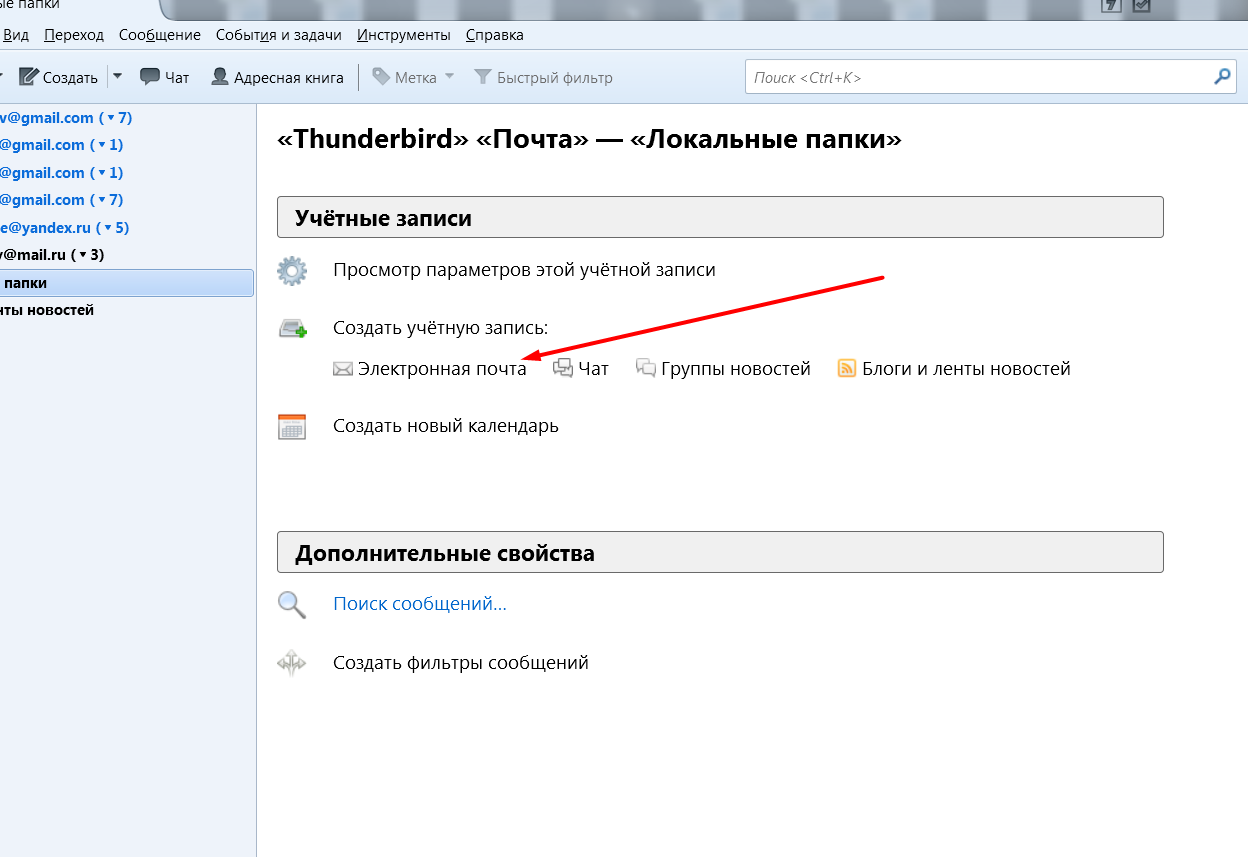 ые папки
Вид Переход Сообщение События и задачи Инструменты Справка
Создать Чат Адресная книга Метка Быстрый фильтр Поиск <Ctrl+K>
v@gmail.com (▾ 7)
@gmail.com (▾ 1)
@gmail.com (▾ 1)
@gmail.com (▾ 7)
e@yandex.ru (▾ 5)
@mail.ru (▾ 3)
папки
нты новостей
«Thunderbird» «Почта» — «Локальные папки»
Учётные записи
Просмотр параметров этой учётной записи
Создать учётную запись:
Электронная почта Чат Группы новостей Блоги и ленты новостей
Создать новый календарь
Дополнительные свойства
Поиск сообщений...
Создать фильтры сообщений